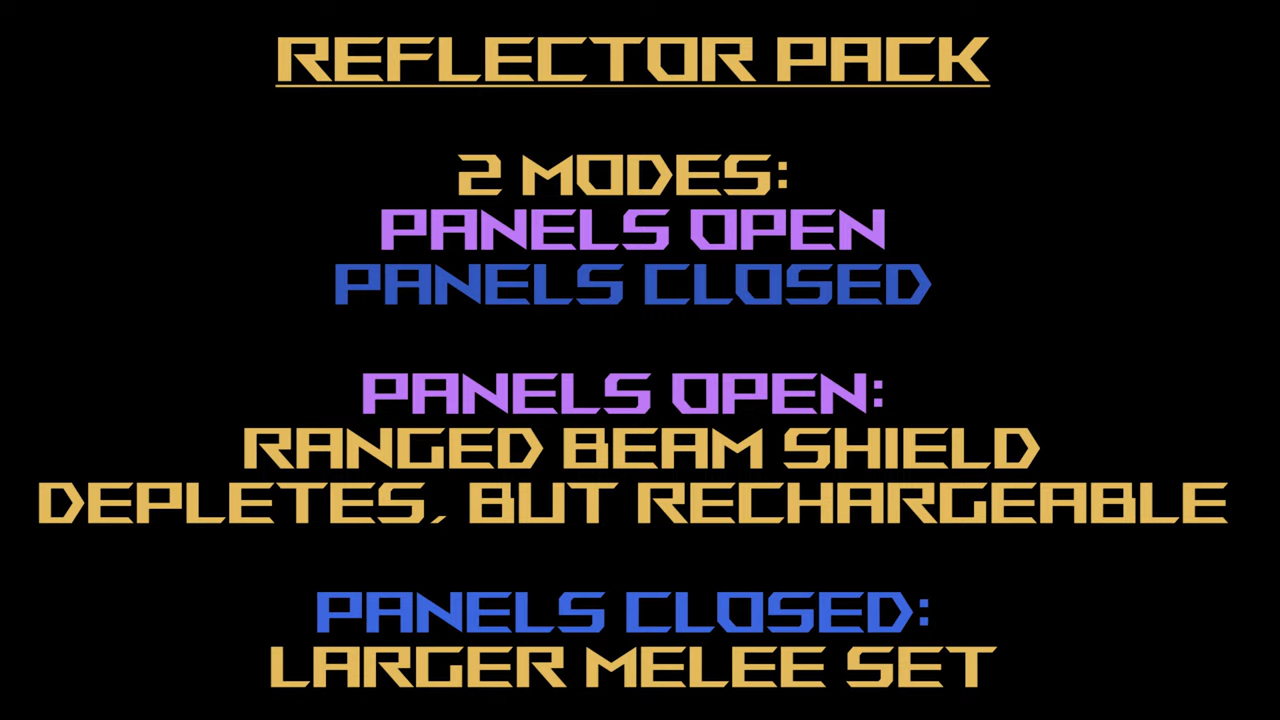 REFLECTOR PACK
2 MODES:
PANELS OPEN
PANELS CLOSED
PANELS OPEN:
RANGED BEAM SHIELD
DEPLETES, BUT RECHARGEABLE
PANELS CLOSED:
LARGER MELEE SET